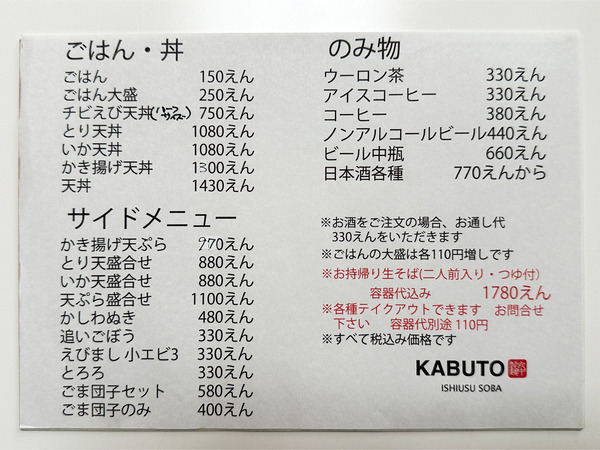 ごはん・丼
ごはん 150えん
ごはん大盛 250えん
チビえび天丼 750えん
とり天丼 1080えん
いか天丼 1080えん
かき揚げ天丼 1300えん
天丼 1430えん
サイドメニュー
かき揚げ天ぷら 770えん
とり天盛合せ 880えん
いか天盛合せ 880えん
天ぷら盛合せ 1100えん
かしわぬき 480えん
追いごぼう 330えん
えびまし 小エビ3 330えん
とろろ 330えん
ごま団子セット 580えん
ごま団子のみ 400えん
のみ物
ウーロン茶 330えん
アイスコーヒー 330えん
コーヒー 380えん
ノンアルコールビール440えん
ビール中瓶 660えん
日本酒各種 770えんから
※お酒をご注文の場合、お通し代
330えんをいただきます
※ごはんの大盛は各110円増しです
※お持帰り生そば(二人前入り・つゆ付)
容器代込み 1780えん
※各種テイクアウトできます お問合せ
下さい 容器代別途 110円
※すべて税込み価格です
KABUTO
ISHIUSU SOBA